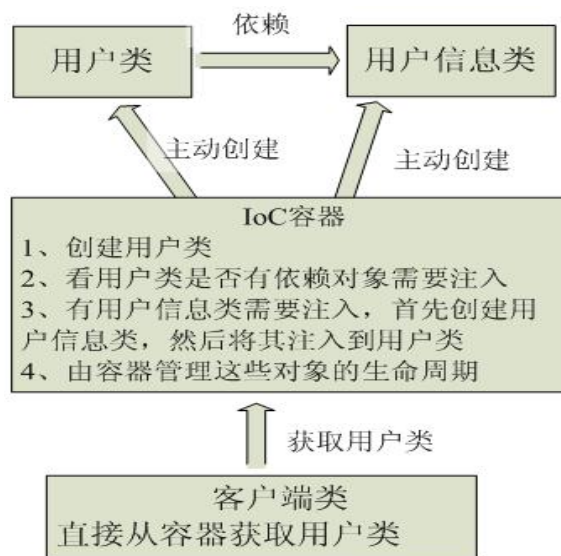 依赖
用户类
用户信息类
主动创建
主动创建
IoC容器
1、创建用户类
2、看用户类是否有依赖对象需要注入
3、有用户信息类需要注入，首先创建用
户信息类，然后将其注入到用户类
4、由容器管理这些对象的生命周期
获取用户类
客户端类
直接从容器获取用户类